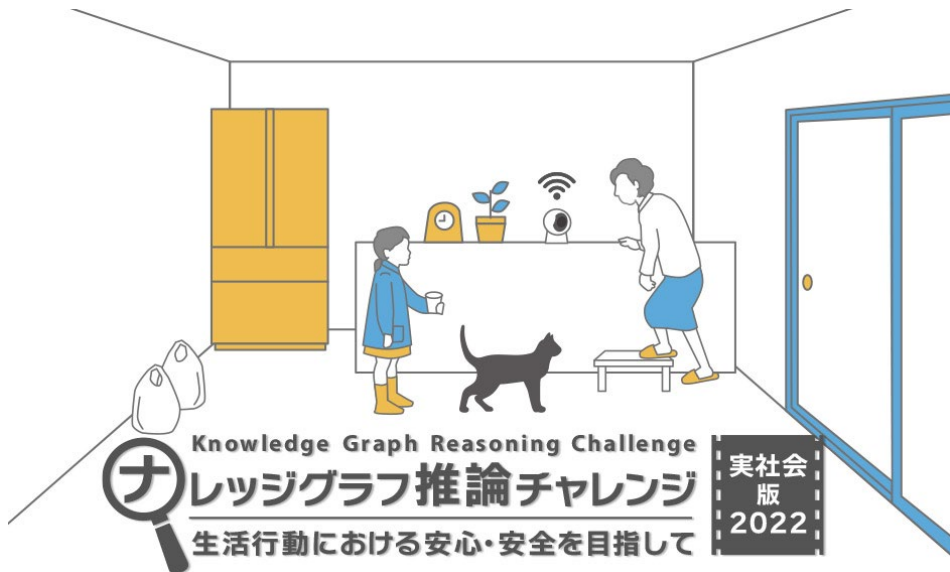 Knowledge Graph Reasoning Challenge
ナレッジグラフ推論チャレンジ
生活行動における安心・安全を目指して
実社会
版
2022